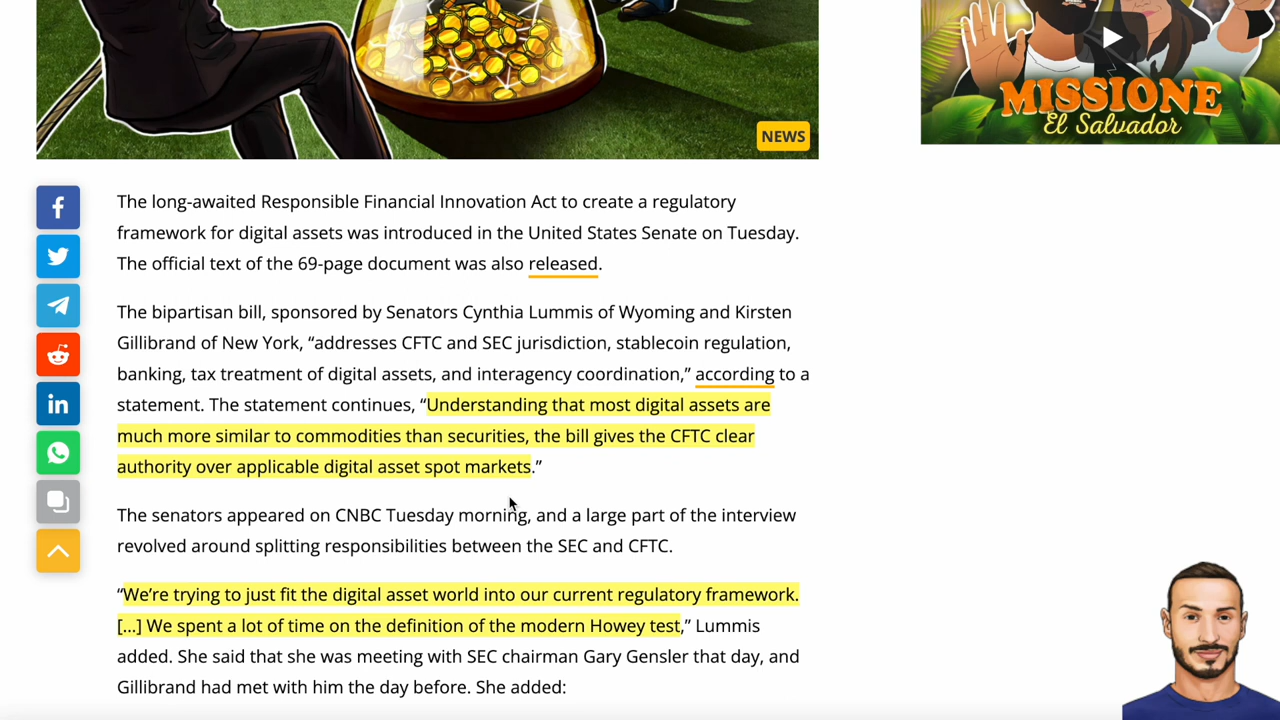 NEWS
MISSIONE
El Salvador
The long-awaited Responsible Financial Innovation Act to create a regulatory
framework for digital assets was introduced in the United States Senate on Tuesday.
The official text of the 69-page document was also released.
The bipartisan bill, sponsored by Senators Cynthia Lummis of Wyoming and Kirsten
Gillibrand of New York, “addresses CFTC and SEC jurisdiction, stablecoin regulation,
banking, tax treatment of digital assets, and interagency coordination,” according to a
statement. The statement continues, “Understanding that most digital assets are
much more similar to commodities than securities, the bill gives the CFTC clear
authority over applicable digital asset spot markets.”
The senators appeared on CNBC Tuesday morning, and a large part of the interview
revolved around splitting responsibilities between the SEC and CFTC.
“We’re trying to just fit the digital asset world into our current regulatory framework.
[...] We spent a lot of time on the definition of the modern Howey test,” Lummis
added. She said that she was meeting with SEC chairman Gary Gensler that day, and
Gillibrand had met with him the day before. She added: